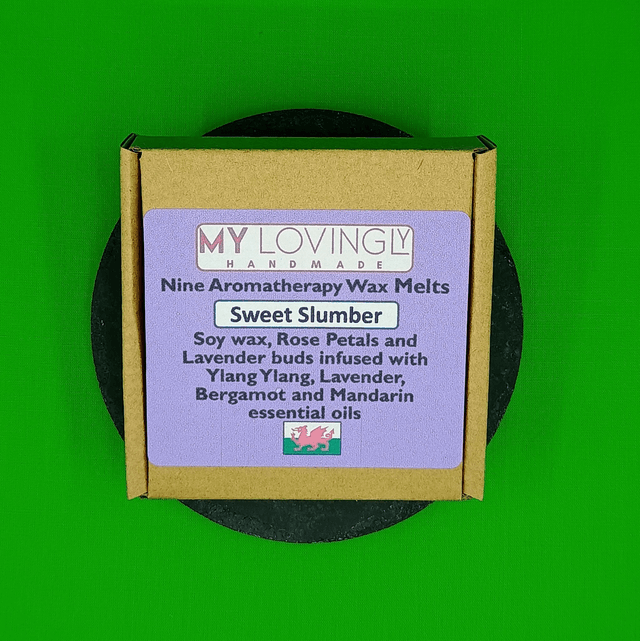 MY LOVINGLY
HANDMADE
Nine Aromatherapy Wax Melts
Sweet Slumber
Soy wax, Rose Petals and
Lavender buds infused with
Ylang Ylang, Lavender,
Bergamot and Mandarin
essential oils